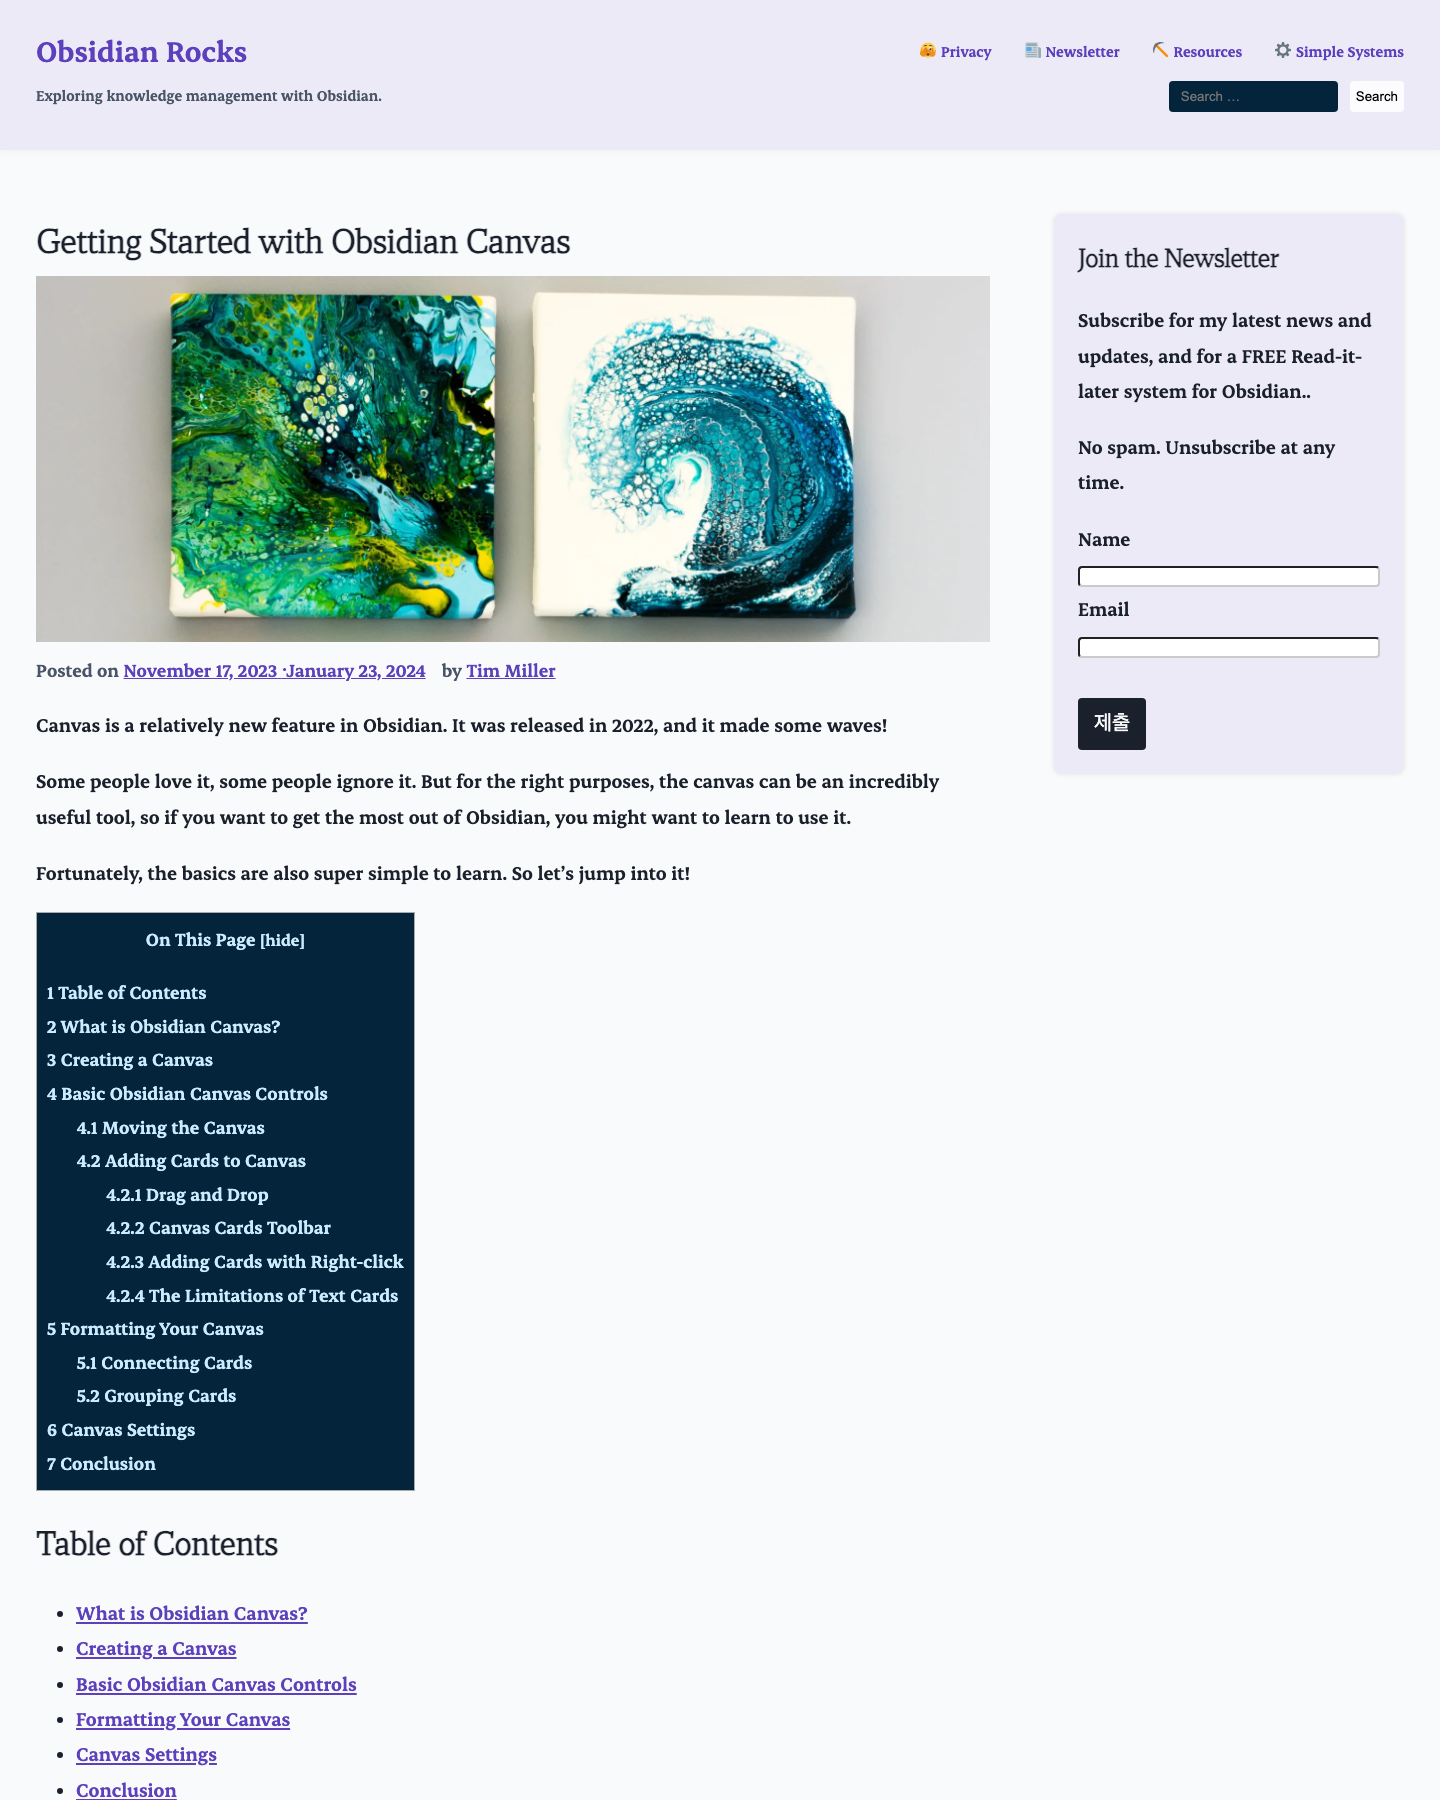 Obsidian Rocks
Exploring knowledge management with Obsidian.
Privacy
Newsletter
Resources
Simple Systems
Search …
Search
Getting Started with Obsidian Canvas
Posted on November 17, 2023 ·January 23, 2024 by Tim Miller
Canvas is a relatively new feature in Obsidian. It was released in 2022, and it made some waves!
Some people love it, some people ignore it. But for the right purposes, the canvas can be an incredibly
useful tool, so if you want to get the most out of Obsidian, you might want to learn to use it.
Fortunately, the basics are also super simple to learn. So let’s jump into it!
On This Page [hide]
1 Table of Contents
2 What is Obsidian Canvas?
3 Creating a Canvas
4 Basic Obsidian Canvas Controls
4.1 Moving the Canvas
4.2 Adding Cards to Canvas
4.2.1 Drag and Drop
4.2.2 Canvas Cards Toolbar
4.2.3 Adding Cards with Right-click
4.2.4 The Limitations of Text Cards
5 Formatting Your Canvas
5.1 Connecting Cards
5.2 Grouping Cards
6 Canvas Settings
7 Conclusion
Table of Contents
• What is Obsidian Canvas?
• Creating a Canvas
• Basic Obsidian Canvas Controls
• Formatting Your Canvas
• Canvas Settings
• Conclusion
Join the Newsletter
Subscribe for my latest news and
updates, and for a FREE Read-it-
later system for Obsidian..
No spam. Unsubscribe at any
time.
Name
Email
제출